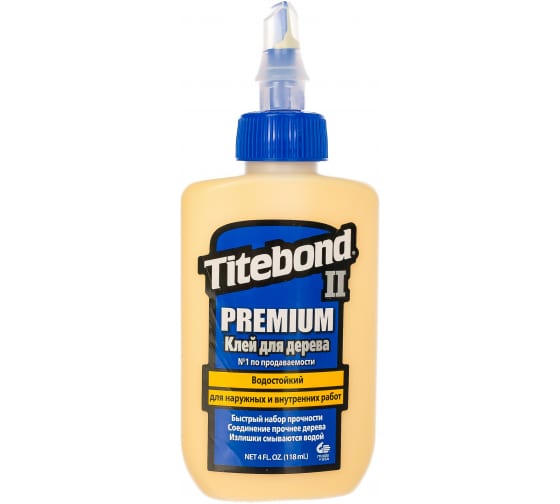 Titebond®
II
PREMIUM
Клей для дерева
№1 по продаваемости
Водостойкий
для наружных и внутренних работ
Быстрый набор прочности
Соединение прочнее дерева
Излишки смываются водой
NET 4 FL. OZ. (118 mL)